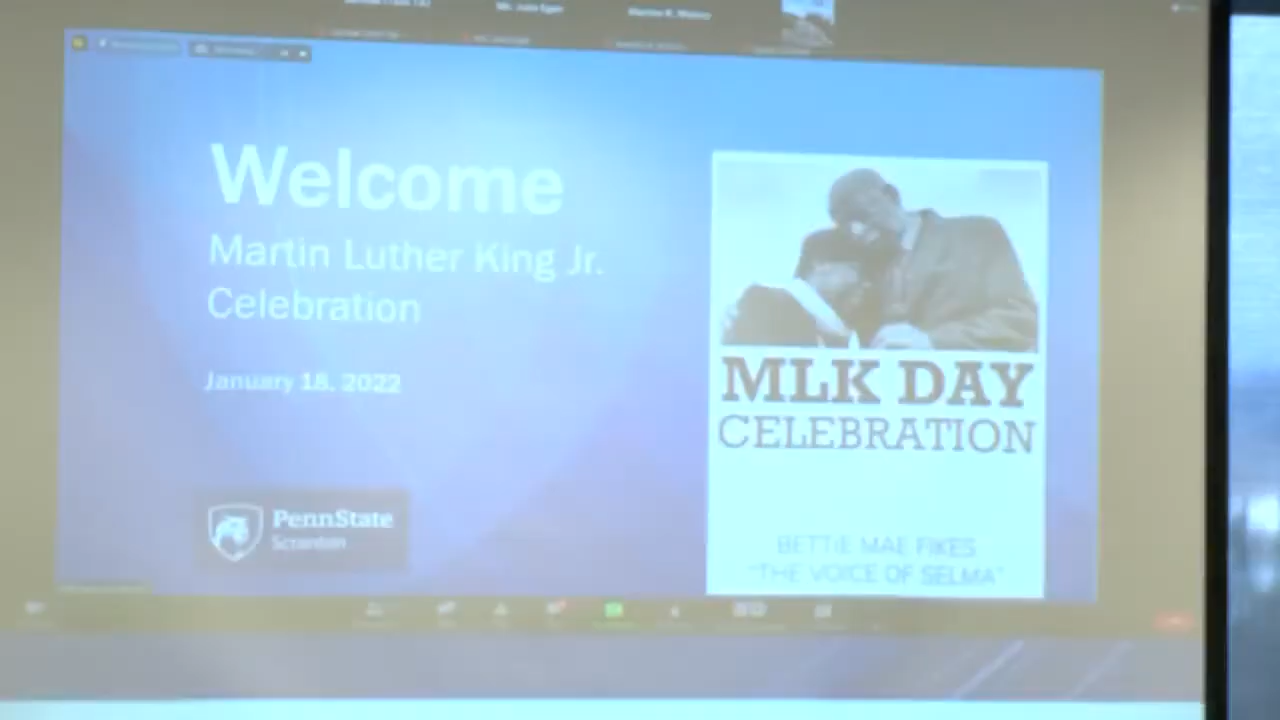 Welcome
Martin Luther King Jr.
Celebration
January 18, 2022
PennState
Scranton
MLK DAY
CELEBRATION
BETTIE MAE FIKES
"THE VOICE OF SELMA"